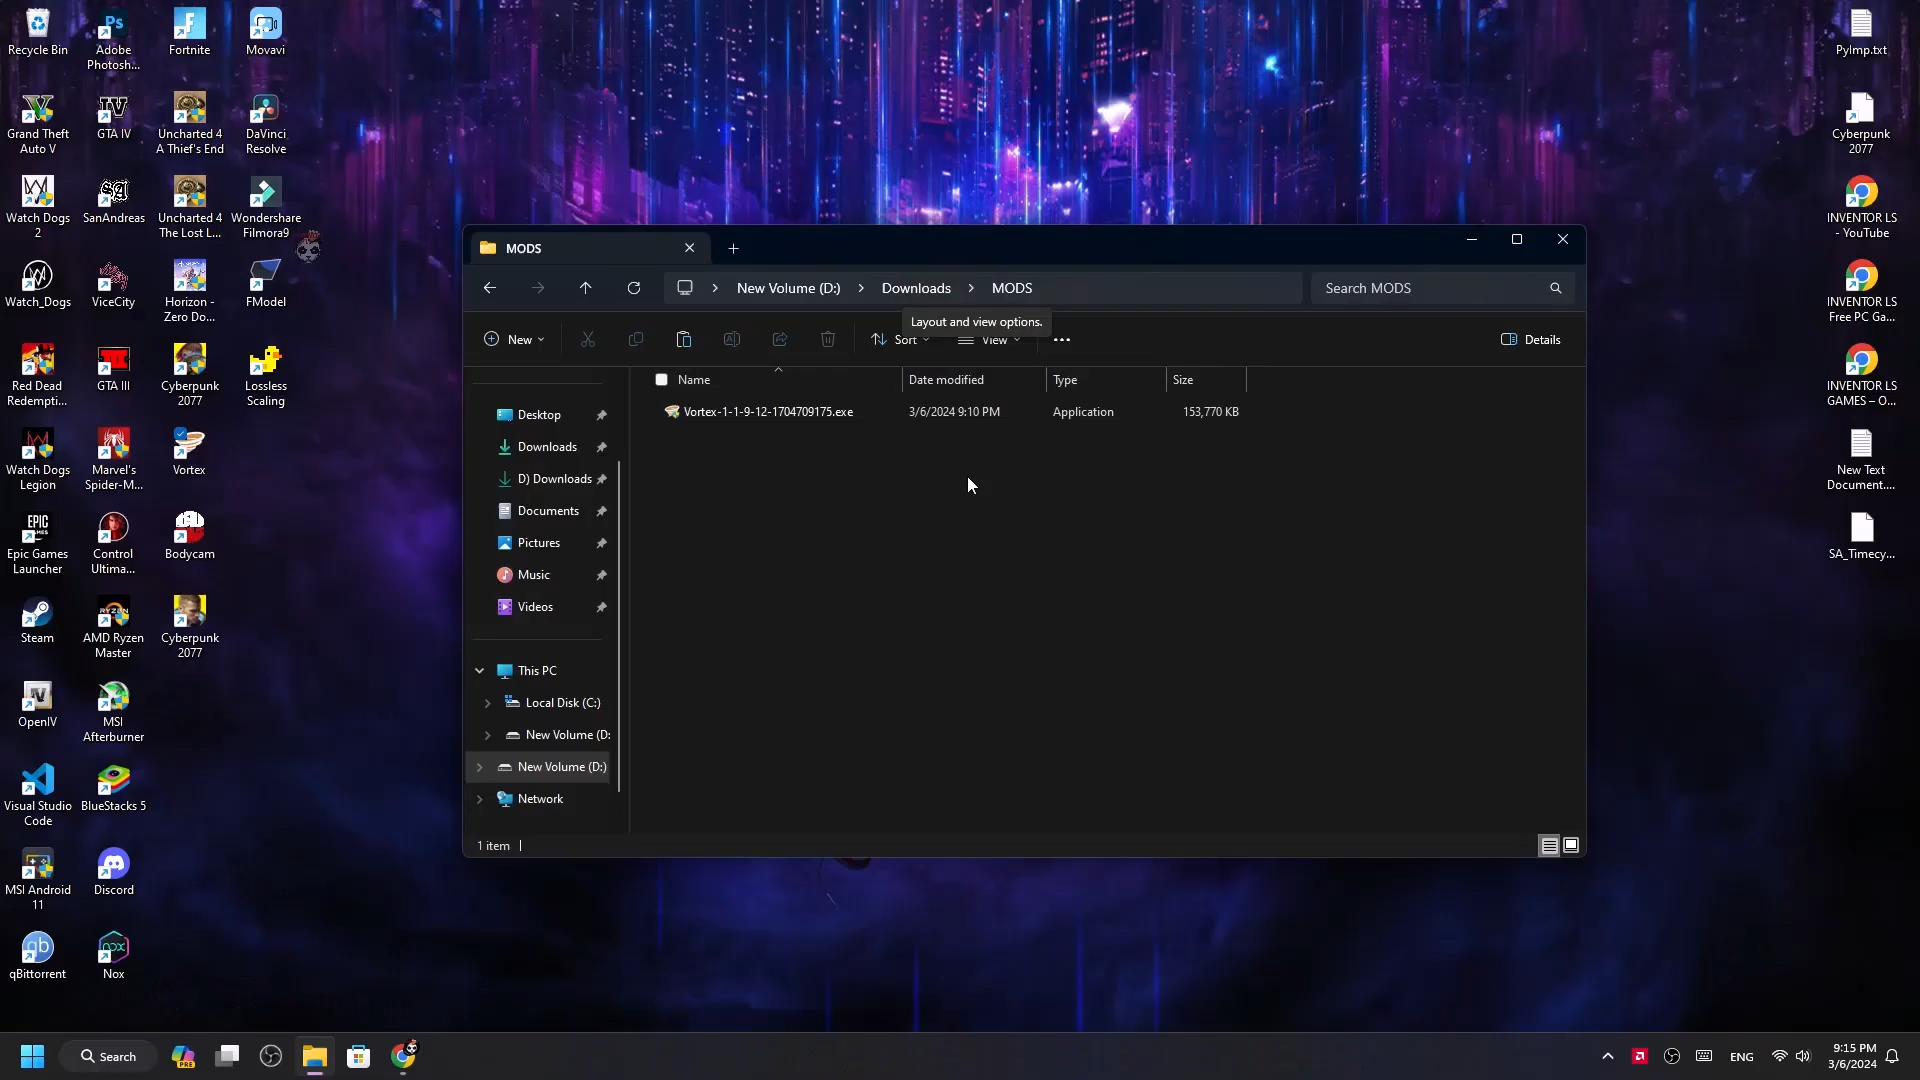 Recycle Bin
Adobe
Photosh...
Fortnite
Movavi
Grand Theft
Auto V
GTA IV
Uncharted 4
A Thief's End
DaVinci
Resolve
Watch Dogs
2
SanAndreas
Uncharted 4
The Lost L...
Wondershare
Filmora9
Watch_Dogs
ViceCity
Horizon -
Zero Do...
FModel
Red Dead
Redempti...
GTA III
Cyberpunk
2077
Lossless
Scaling
Watch Dogs
Legion
Marvel's
Spider-M...
Vortex
Epic Games
Launcher
Control
Ultima...
Bodycam
Steam
AMD Ryzen
Master
Cyberpunk
2077
OpenIV
MSI
Afterburner
Visual Studio
Code
BlueStacks 5
MSI Android
11
Discord
qBittorrent
Nox
MODS
New Volume (D:)
Downloads
MODS
Search MODS
Layout and view options.
New
Sort
View
Details
Name
Date modified
Type
Size
Vortex-1-1-9-12-1704709175.exe
3/6/2024 9:10 PM
Application
153,770 KB
Desktop
Downloads
D) Downloads
Documents
Pictures
Music
Videos
This PC
Local Disk (C:)
New Volume (D:
New Volume (D:)
Network
1 item
PyImp.txt
Cyberpunk
2077
INVENTOR LS
- YouTube
INVENTOR LS
Free PC Ga...
INVENTOR LS
GAMES – O...
New Text
Document....
SA_Timecy...
Search
ENG
9:15 PM
3/6/2024